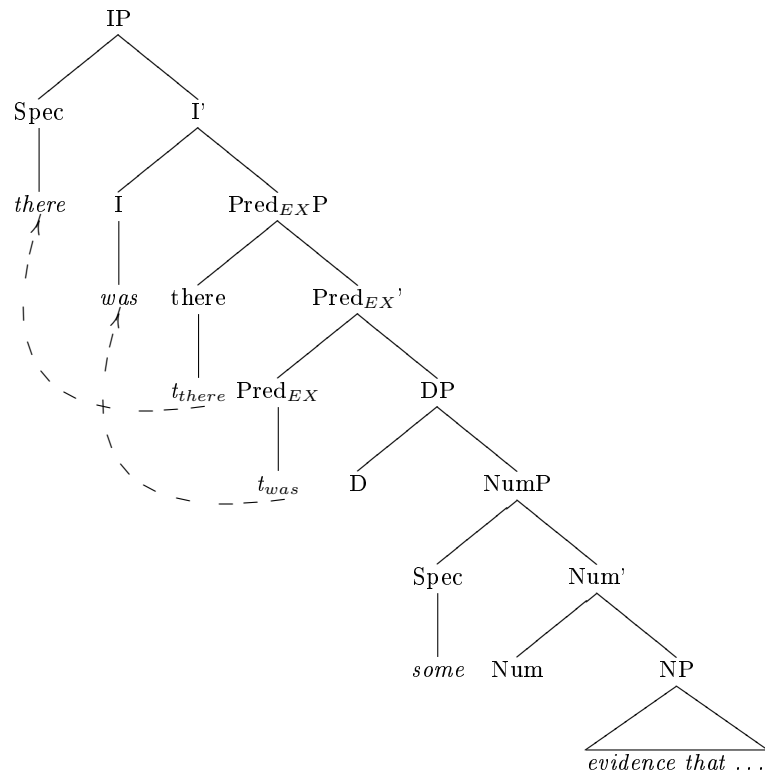 IP
Spec I'
there I Pred_EXP
was there Pred_EX'
t_there Pred_EX DP
t_was D NumP
Spec Num'
some Num NP
evidence that ...